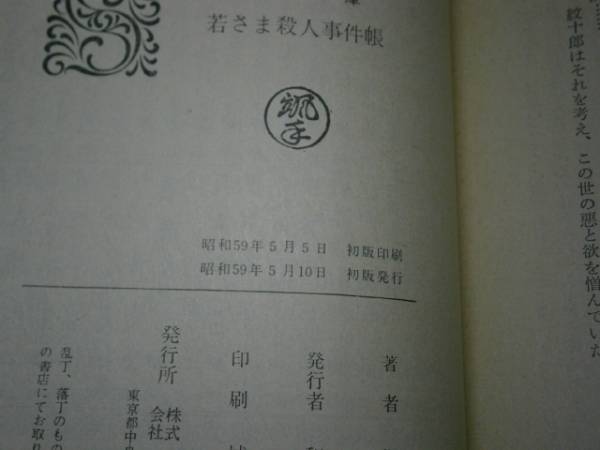 若さま殺人事件帳
昭和59年5月5日 初版印刷
昭和59年5月10日 初版発行
著者
発行者
印刷
発行所 株式
会社
東京都中央
乱丁、落丁のもの
の書店にてお取り
紋十郎はそれを考え、この世の悪と欲を憎んでいた